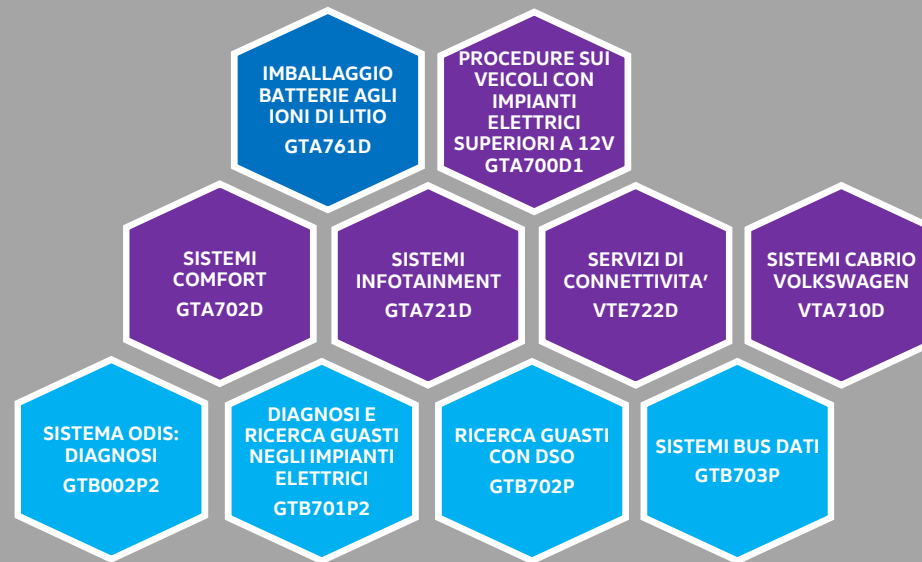 IMBALLAGGIO
BATTERIE AGLI
IONI DI LITIO
GTA761D
PROCEDURE SUI
VEICOLI CON
IMPIANTI
ELETTRICI
SUPERIORI A 12V
GTA700D1
SISTEMI
COMFORT
GTA702D
SISTEMI
INFOTAINMENT
GTA721D
SERVIZI DI
CONNETTIVITA’
VTE722D
SISTEMI CABRIO
VOLKSWAGEN
VTA710D
SISTEMA ODIS:
DIAGNOSI
GTB002P2
DIAGNOSI E
RICERCA GUASTI
NEGLI IMPIANTI
ELETTRICI
GTB701P2
RICERCA GUASTI
CON DSO
GTB702P
SISTEMI BUS DATI
GTB703P